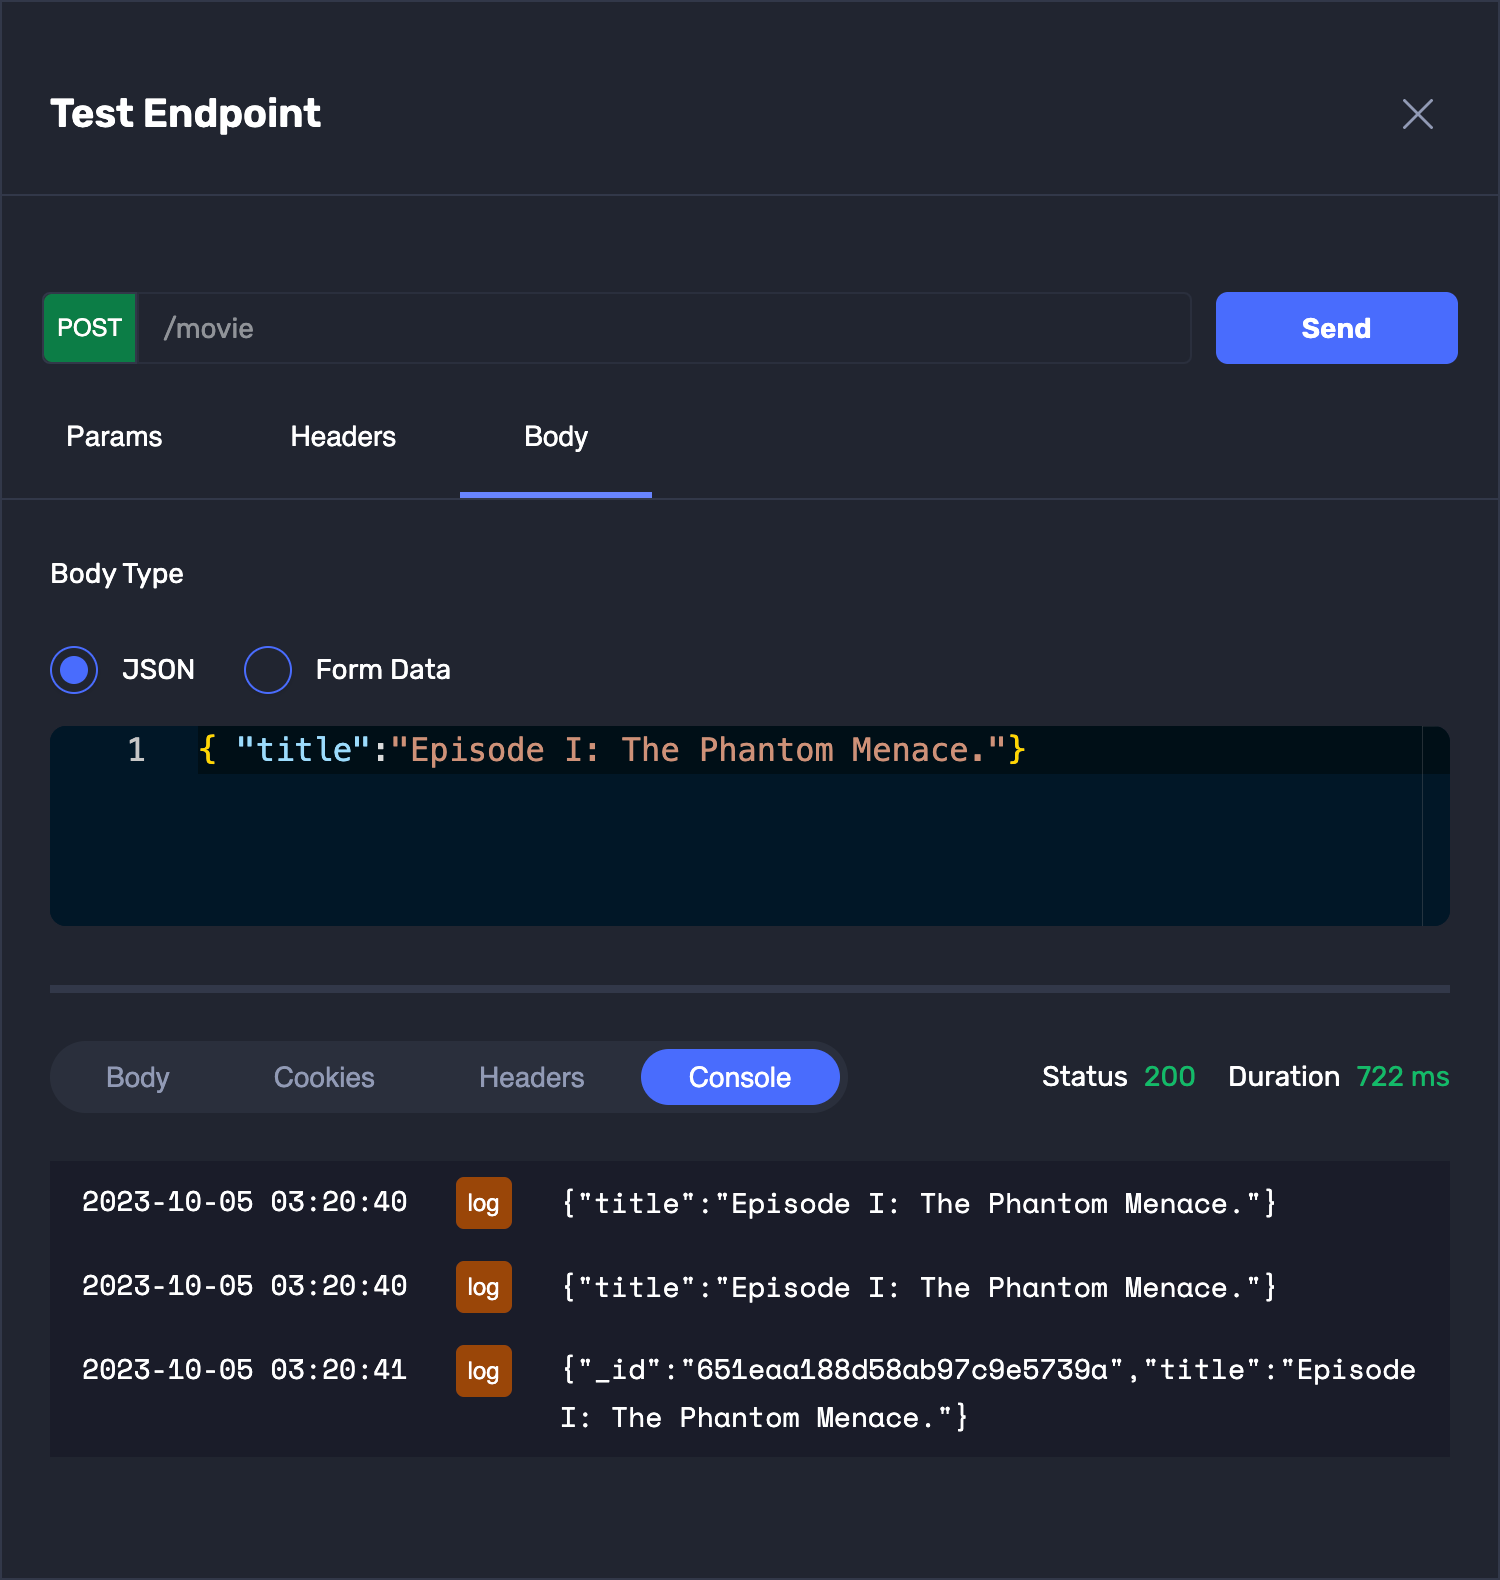 Test Endpoint
POST /movie Send
Params Headers Body
Body Type
JSON Form Data
1 { "title":"Episode I: The Phantom Menace."}
Body Cookies Headers Console Status 200 Duration 722 ms
2023-10-05 03:20:40 log {"title":"Episode I: The Phantom Menace."}
2023-10-05 03:20:40 log {"title":"Episode I: The Phantom Menace."}
2023-10-05 03:20:41 log {"_id":"651eaa188d58ab97c9e5739a","title":"Episode
I: The Phantom Menace."}